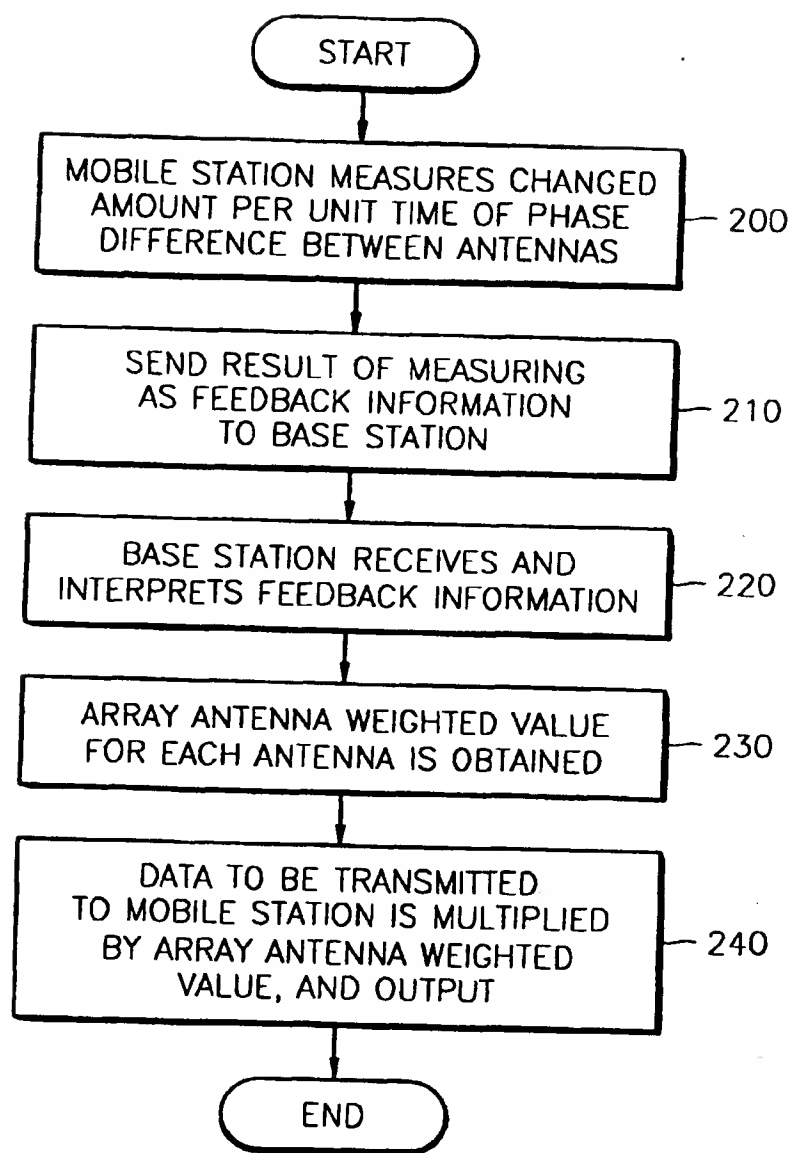 START
MOBILE STATION MEASURES CHANGED
AMOUNT PER UNIT TIME OF PHASE
DIFFERENCE BETWEEN ANTENNAS
200
SEND RESULT OF MEASURING
AS FEEDBACK INFORMATION
TO BASE STATION
210
BASE STATION RECEIVES AND
INTERPRETS FEEDBACK INFORMATION
220
ARRAY ANTENNA WEIGHTED VALUE
FOR EACH ANTENNA IS OBTAINED
230
DATA TO BE TRANSMITTED
TO MOBILE STATION IS MULTIPLIED
BY ARRAY ANTENNA WEIGHTED
VALUE, AND OUTPUT
240
END